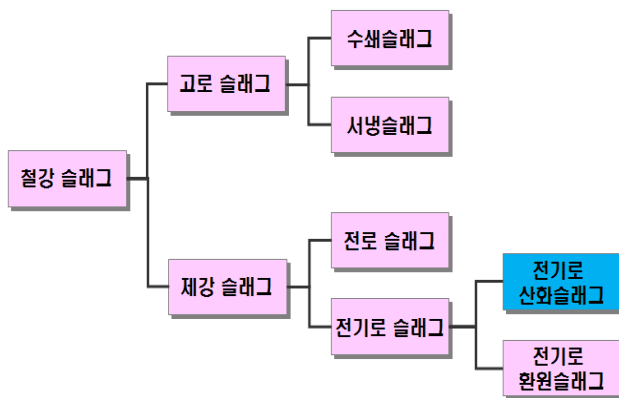 철강 슬래그
고로 슬래그
수쇄슬래그
서냉슬래그
제강 슬래그
전로 슬래그
전기로 슬래그
전기로
산화슬래그
전기로
환원슬래그